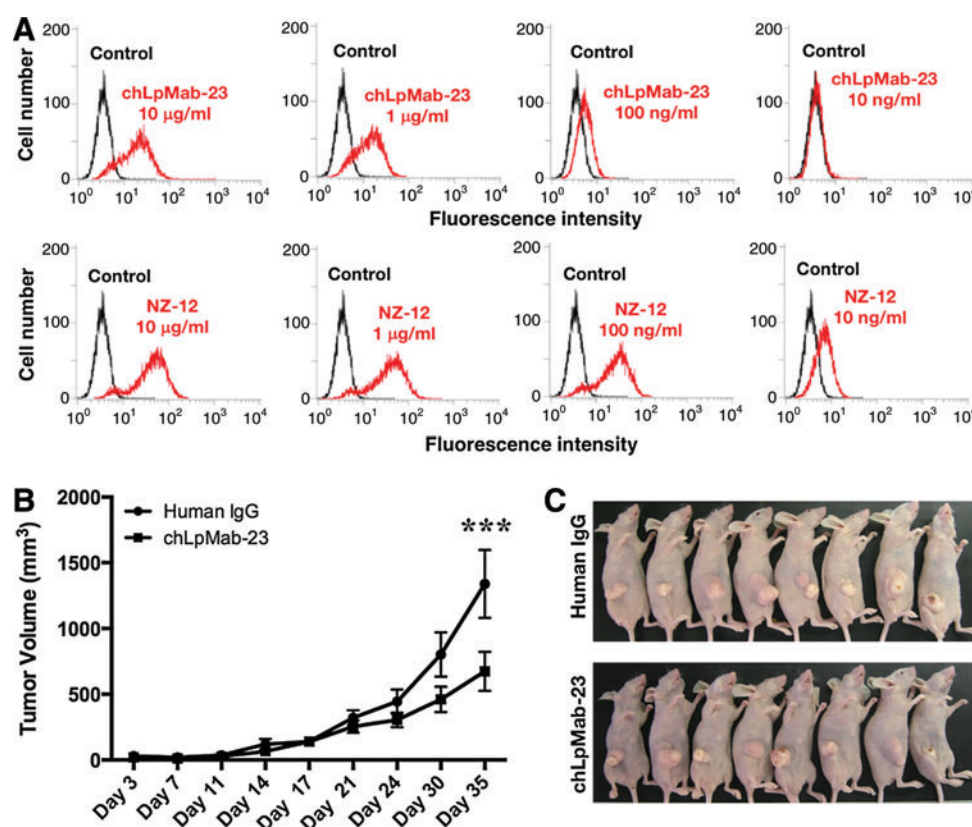 A
Cell number
200
100
0
Control
chLpMab-23
10 μg/ml
10⁰ 10¹ 10² 10³ 10⁴
200
100
0
Control
chLpMab-23
1 μg/ml
10⁰ 10¹ 10² 10³ 10⁴
200
100
0
Control
chLpMab-23
100 ng/ml
10⁰ 10¹ 10² 10³ 10⁴
200
100
0
Control
chLpMab-23
10 ng/ml
10⁰ 10¹ 10² 10³ 10⁴
Fluorescence intensity
Cell number
200
100
0
Control
NZ-12
10 μg/ml
10⁰ 10¹ 10² 10³ 10⁴
200
100
0
Control
NZ-12
1 μg/ml
10⁰ 10¹ 10² 10³ 10⁴
200
100
0
Control
NZ-12
100 ng/ml
10⁰ 10¹ 10² 10³ 10⁴
200
100
0
Control
NZ-12
10 ng/ml
10⁰ 10¹ 10² 10³ 10⁴
Fluorescence intensity
B
Tumor Volume (mm³)
2000
1500
1000
500
0
Human IgG
chLpMab-23
***
Day 3
Day 7
Day 11
Day 14
Day 17
Day 21
Day 24
Day 30
Day 35
C
Human IgG
chLpMab-23